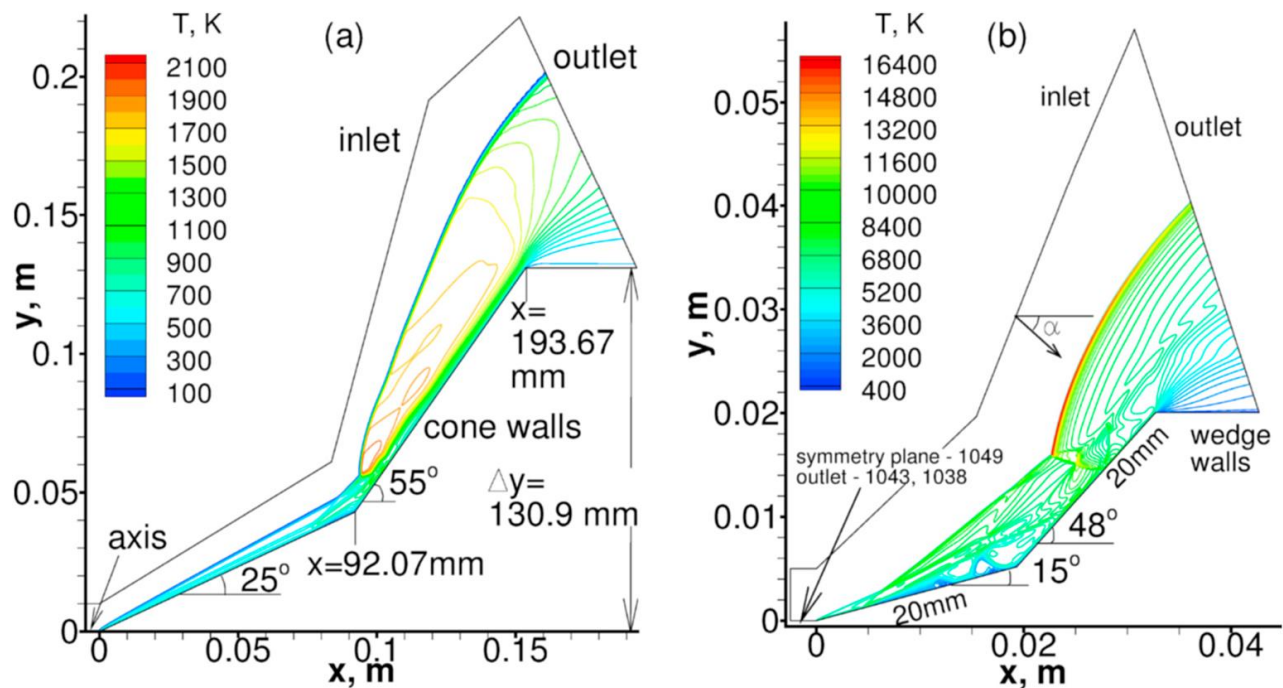 T, K
(a)
2100
1900
1700
1500
1300
1100
900
700
500
300
100
outlet
inlet
0.2
0.15
0.1
0.05
0
y, m
x=
193.67
mm
cone walls
55°
△y=
130.9 mm
axis
25°
x=92.07mm
0
0.05
0.1
0.15
x, m
T, K
(b)
16400
14800
13200
11600
10000
8400
6800
5200
3600
2000
400
inlet
outlet
0.05
0.04
0.03
0.02
0.01
0
y, m
α
symmetry plane - 1049
outlet - 1043, 1038
20mm
wedge
walls
48°
15°
20mm
0
0.02
0.04
x, m